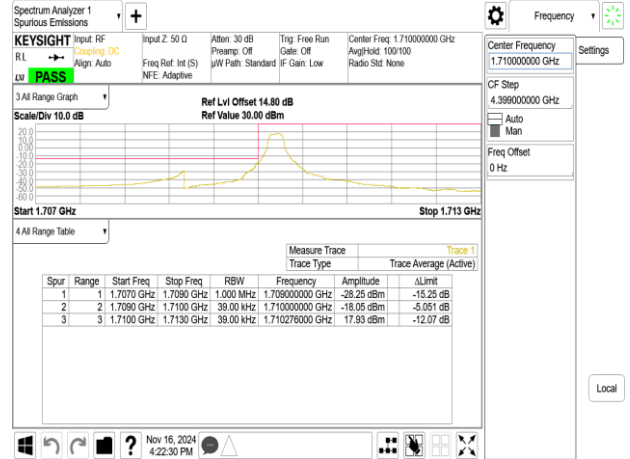 Spectrum Analyzer 1
Spurious Emissions
Frequency
KEYSIGHT Input: RF Input Z: 50 Ω Atten: 30 dB Trig: Free Run Center Freq: 1.710000000 GHz
RL Coupling: DC Preamp: Off Gate: Off Avg|Hold: 100/100
Align: Auto Freq Ref: Int (S) µW Path: Standard IF Gain: Low Radio Std: None
PASS NFE: Adaptive
Center Frequency
1.710000000 GHz
Settings
CF Step
4.399000000 GHz
Auto
Man
Freq Offset
0 Hz
3 All Range Graph
Ref Lvl Offset 14.80 dB
Scale/Div 10.0 dB Ref Value 30.00 dBm
20.0
10.0
0.00
-10.0
-20.0
-30.0
-40.0
-50.0
-60.0
Start 1.707 GHz Stop 1.713 GHz
4 All Range Table
Measure Trace Trace 1
Trace Type Trace Average (Active)
Spur Range Start Freq Stop Freq RBW Frequency Amplitude ΔLimit
1 1 1.7070 GHz 1.7090 GHz 1.000 MHz 1.709000000 GHz -28.25 dBm -15.25 dB
2 2 1.7090 GHz 1.7100 GHz 39.00 kHz 1.710000000 GHz -18.05 dBm -5.051 dB
3 3 1.7100 GHz 1.7130 GHz 39.00 kHz 1.710276000 GHz 17.93 dBm -12.07 dB
Local
Nov 16, 2024
4:22:30 PM